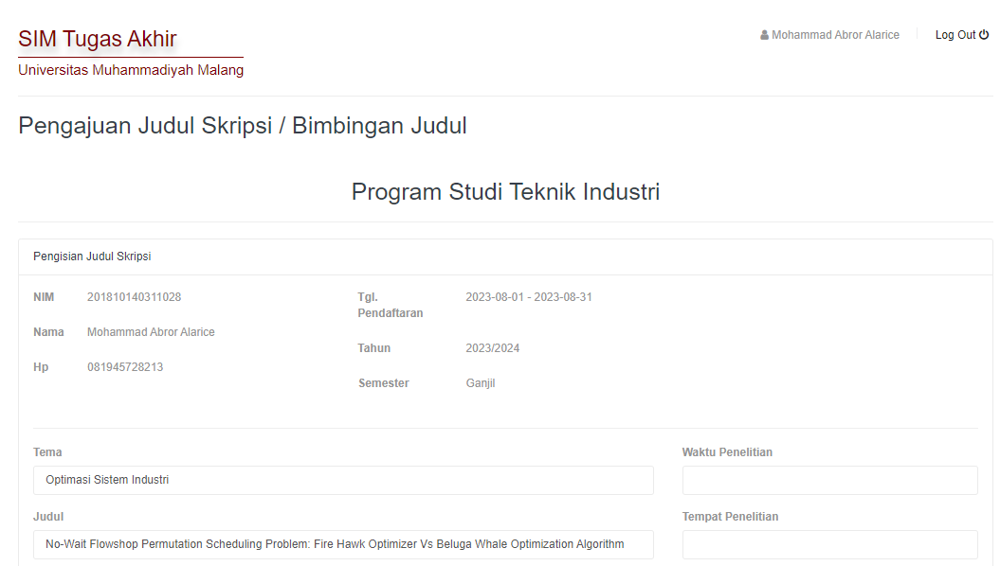 SIM Tugas Akhir
Universitas Muhammadiyah Malang
Mohammad Abror Alarice
Log Out
Pengajuan Judul Skripsi / Bimbingan Judul
Program Studi Teknik Industri
Pengisian Judul Skripsi
NIM 201810140311028
Nama Mohammad Abror Alarice
Hp 081945728213
Tgl. Pendaftaran 2023-08-01 - 2023-08-31
Tahun 2023/2024
Semester Ganjil
Tema
Optimasi Sistem Industri
Waktu Penelitian
Judul
No-Wait Flowshop Permutation Scheduling Problem: Fire Hawk Optimizer Vs Beluga Whale Optimization Algorithm
Tempat Penelitian